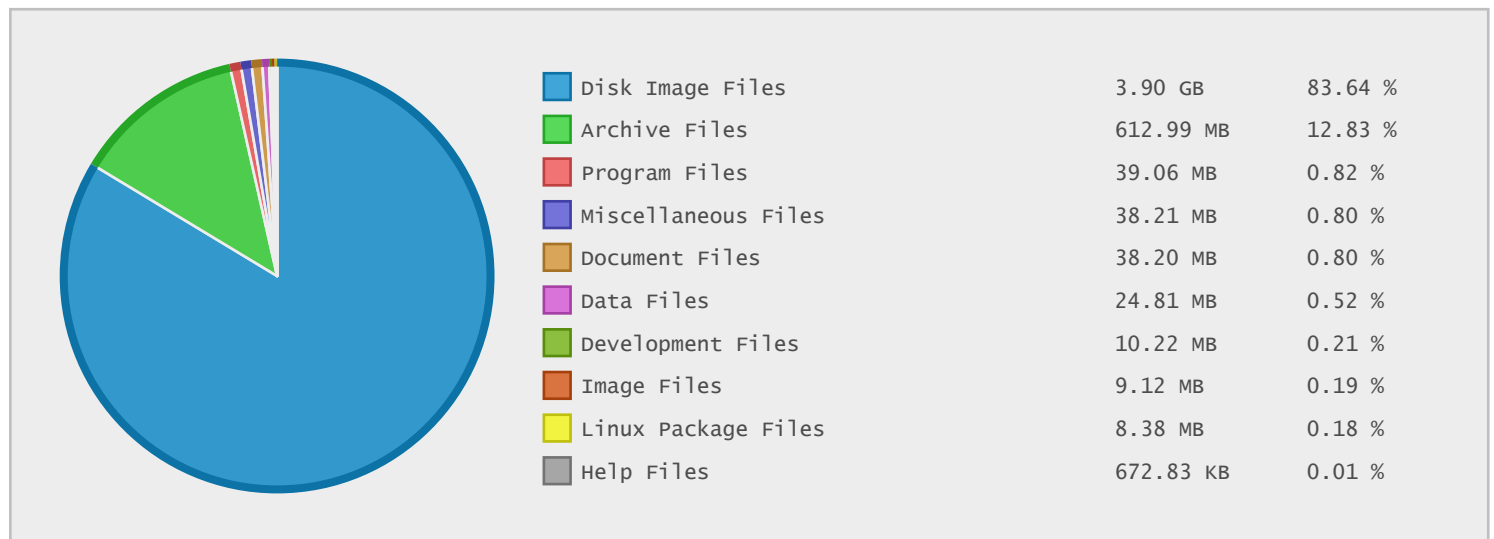 Disk Image Files 3.90 GB 83.64 %
Archive Files 612.99 MB 12.83 %
Program Files 39.06 MB 0.82 %
Miscellaneous Files 38.21 MB 0.80 %
Document Files 38.20 MB 0.80 %
Data Files 24.81 MB 0.52 %
Development Files 10.22 MB 0.21 %
Image Files 9.12 MB 0.19 %
Linux Package Files 8.38 MB 0.18 %
Help Files 672.83 KB 0.01 %